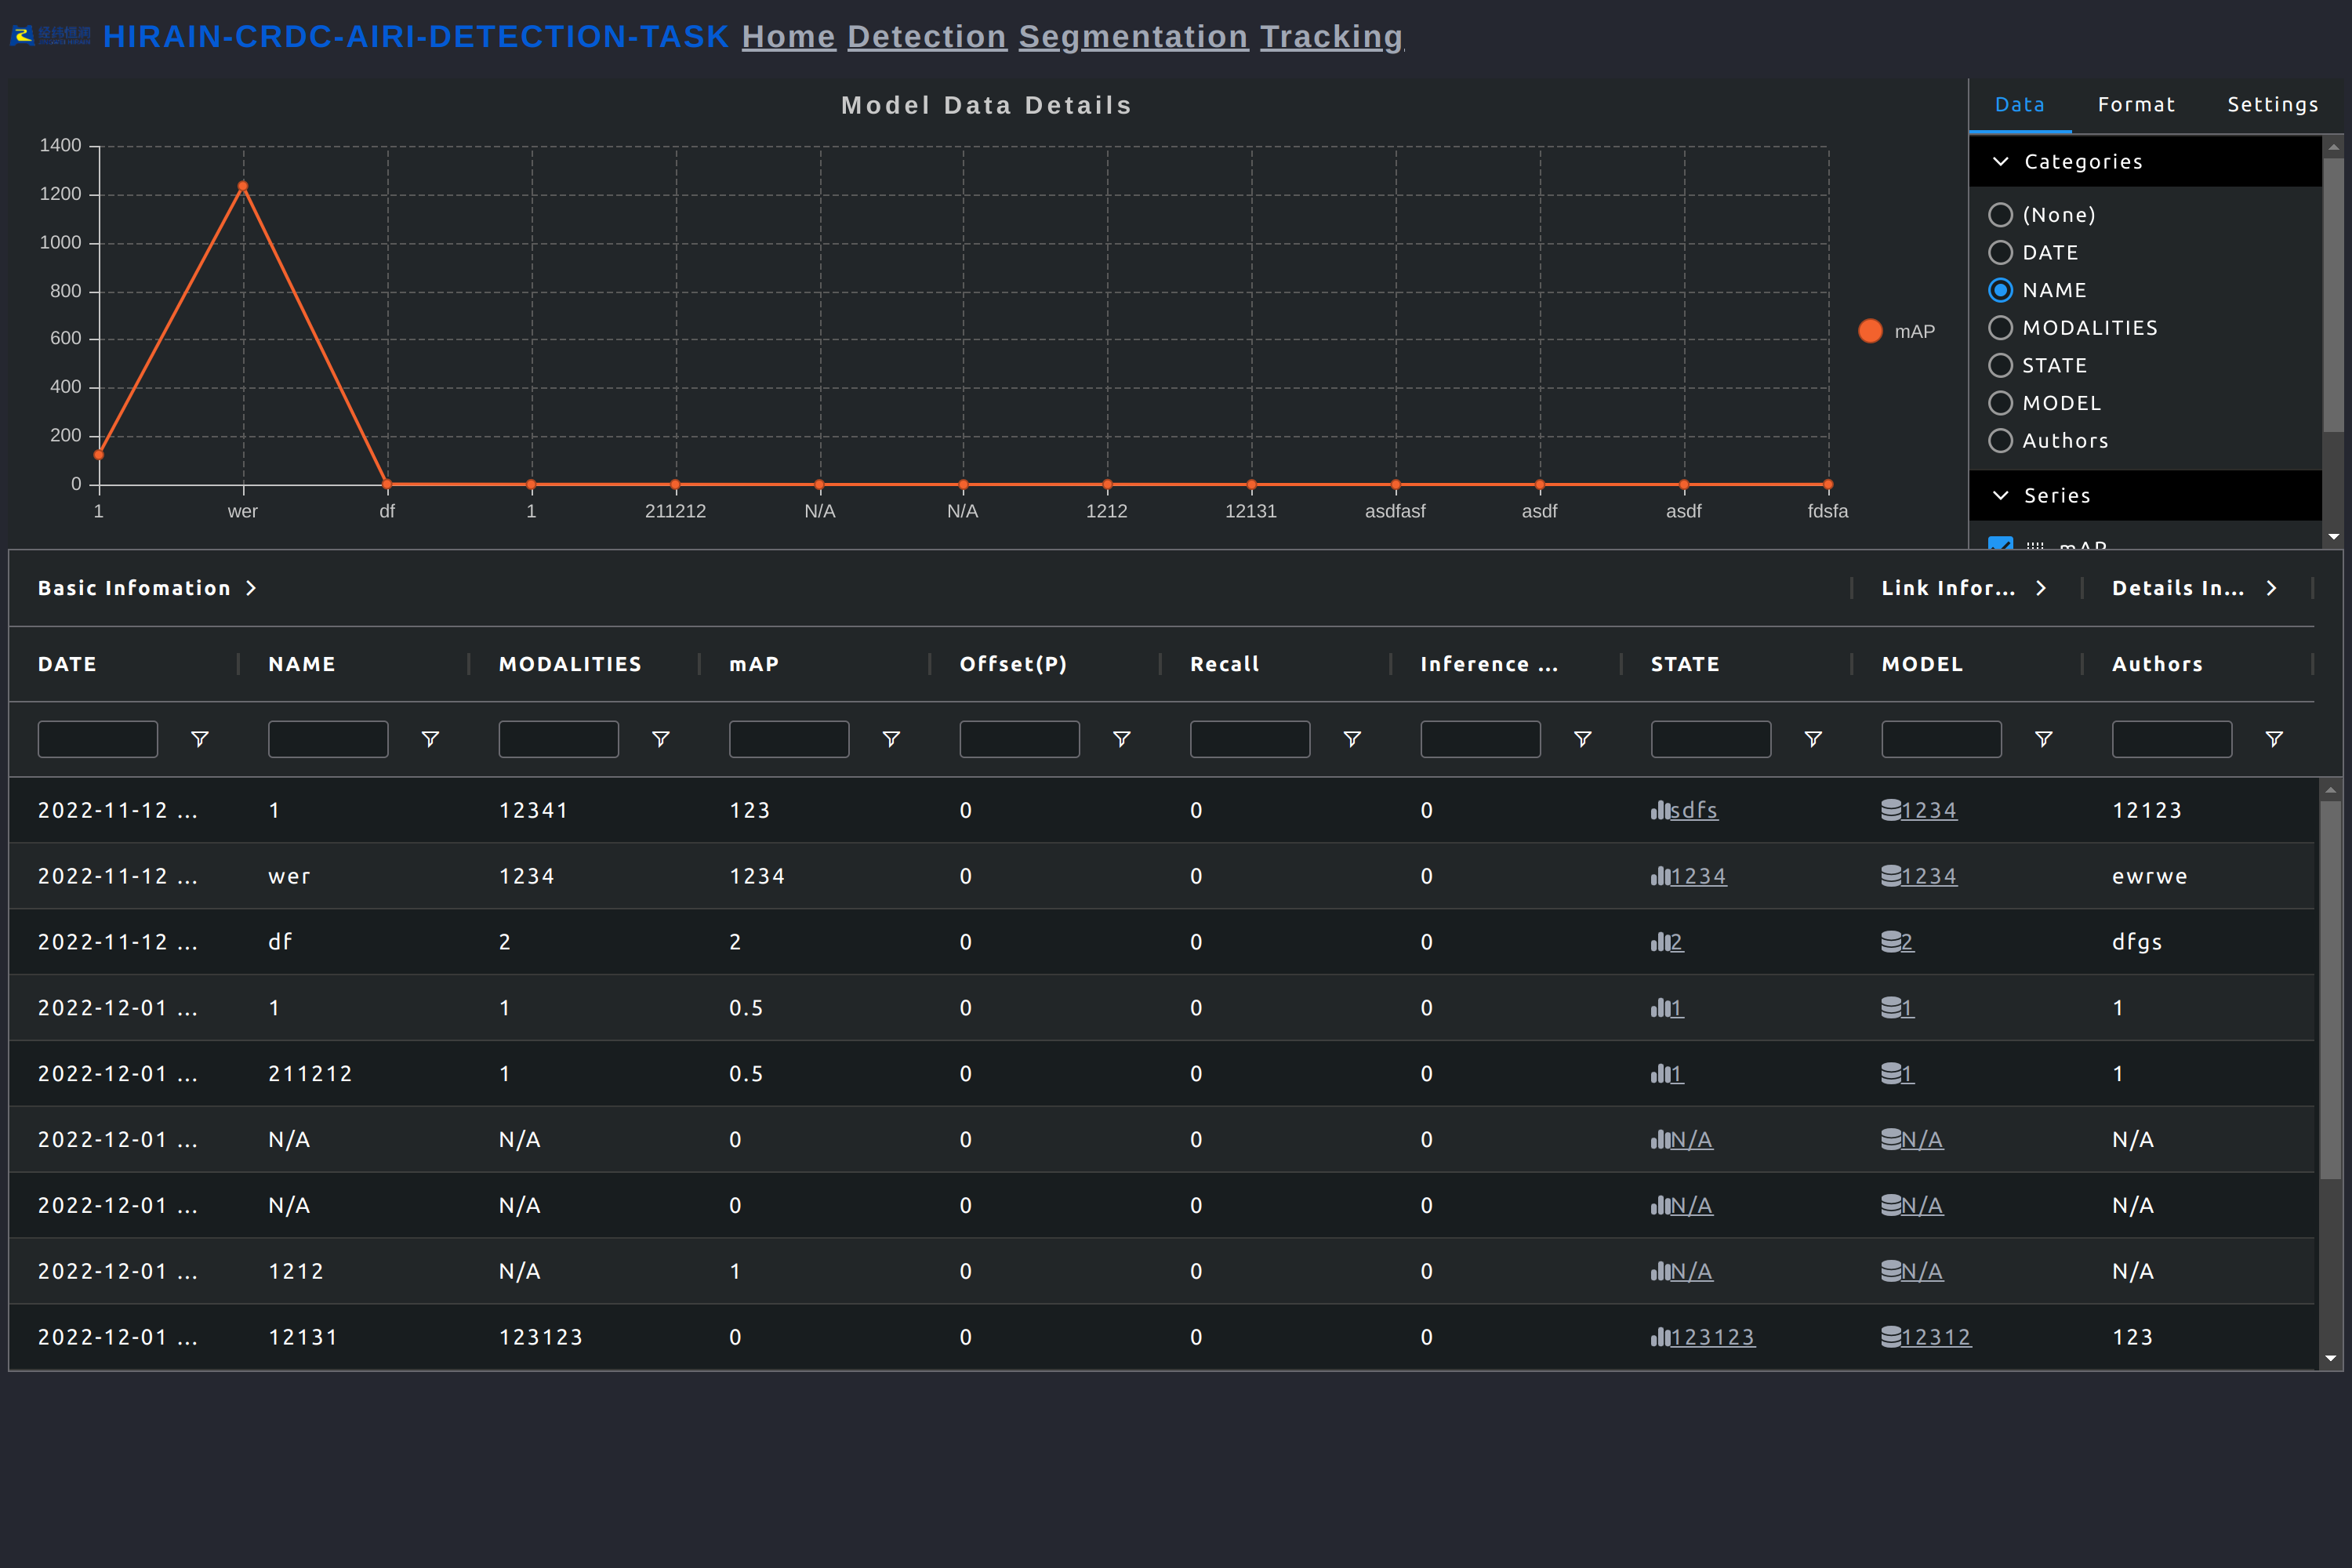 HIRAIN-CRDC-AIRI-DETECTION-TASK Home Detection Segmentation Tracking
Model Data Details
1400
1200
1000
800
600
400
200
0
1 wer df 1 211212 N/A N/A 1212 12131 asdfasf asdf asdf fdsfa
mAP
Data Format Settings
Categories
(None)
DATE
NAME
MODALITIES
STATE
MODEL
Authors
Series
mAP
Basic Infomation Link Infor... Details In...
DATE NAME MODALITIES mAP Offset(P) Recall Inference ... STATE MODEL Authors
2022-11-12 ... 1 12341 123 0 0 0 sdfs 1234 12123
2022-11-12 ... wer 1234 1234 0 0 0 1234 1234 ewrwe
2022-11-12 ... df 2 2 0 0 0 2 2 dfgs
2022-12-01 ... 1 1 0.5 0 0 0 1 1 1
2022-12-01 ... 211212 1 0.5 0 0 0 1 1 1
2022-12-01 ... N/A N/A 0 0 0 0 N/A N/A N/A
2022-12-01 ... N/A N/A 0 0 0 0 N/A N/A N/A
2022-12-01 ... 1212 N/A 1 0 0 0 N/A N/A N/A
2022-12-01 ... 12131 123123 0 0 0 0 123123 12312 123